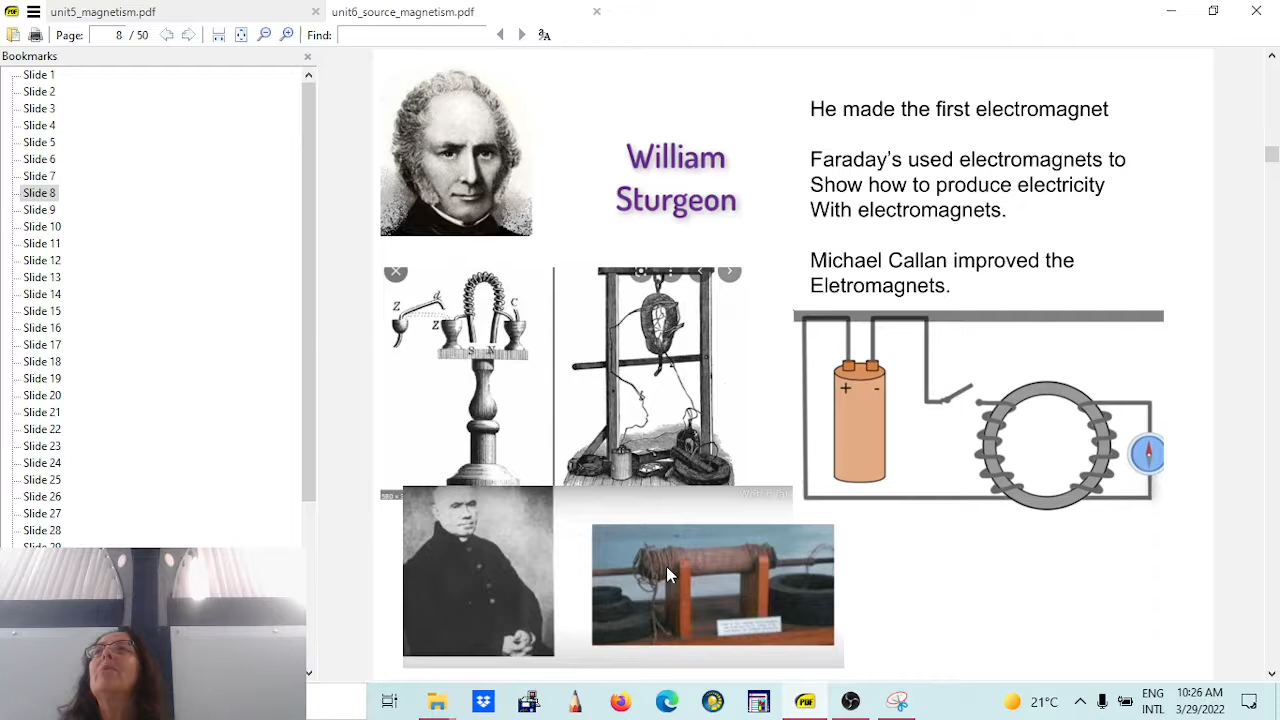 unit5_magnetism.pdf
unit6_source_magnetism.pdf
Page: 8 / 50 Find:
Bookmarks
Slide 1
Slide 2
Slide 3
Slide 4
Slide 5
Slide 6
Slide 7
Slide 8
Slide 9
Slide 10
Slide 11
Slide 12
Slide 13
Slide 14
Slide 15
Slide 16
Slide 17
Slide 18
Slide 19
Slide 20
Slide 21
Slide 22
Slide 23
Slide 24
Slide 25
Slide 26
Slide 27
Slide 28
William
Sturgeon
He made the first electromagnet
Faraday's used electromagnets to
Show how to produce electricity
With electromagnets.
Michael Callan improved the
Eletromagnets.
Z d
Z C
S N
+ -
PDF
ENG
INTL
21°C
10:26 AM
3/29/2022